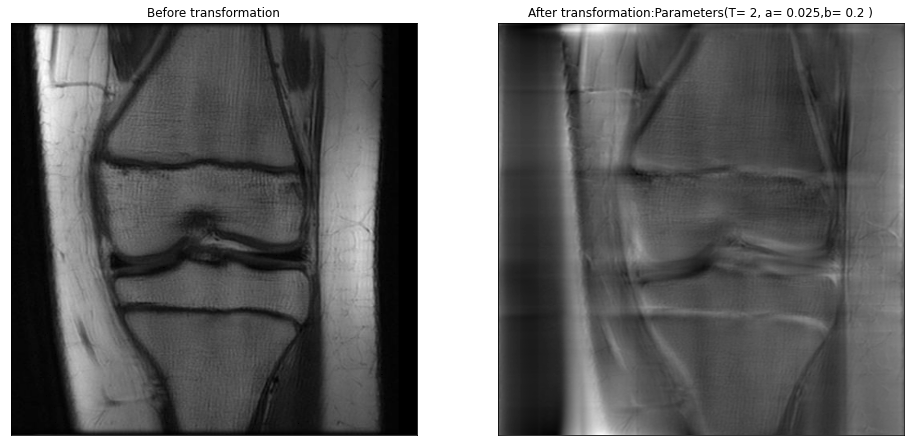 Before transformation
After transformation:Parameters(T= 2, a= 0.025,b= 0.2 )